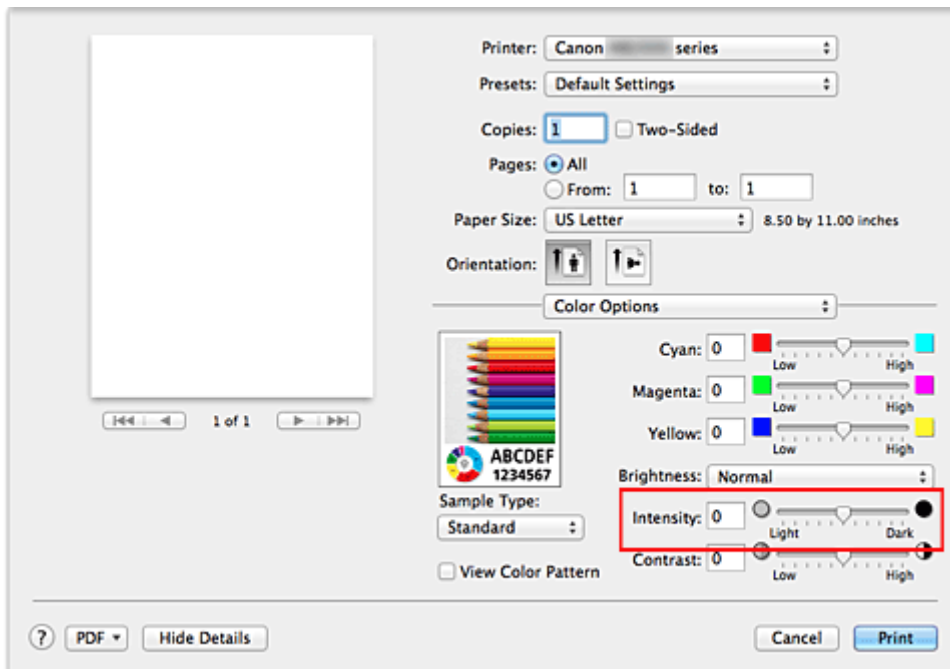 Printer: Canon series
Presets: Default Settings
Copies: 1 Two-Sided
Pages: All
From: 1 to: 1
Paper Size: US Letter 8.50 by 11.00 inches
Orientation:
Color Options
1 of 1
Cyan: 0
Low High
Magenta: 0
Low High
Yellow: 0
Low High
ABCDEF
1234567
Brightness: Normal
Sample Type:
Standard
Intensity: 0
Light Dark
Contrast: 0
Low High
View Color Pattern
? PDF Hide Details Cancel Print